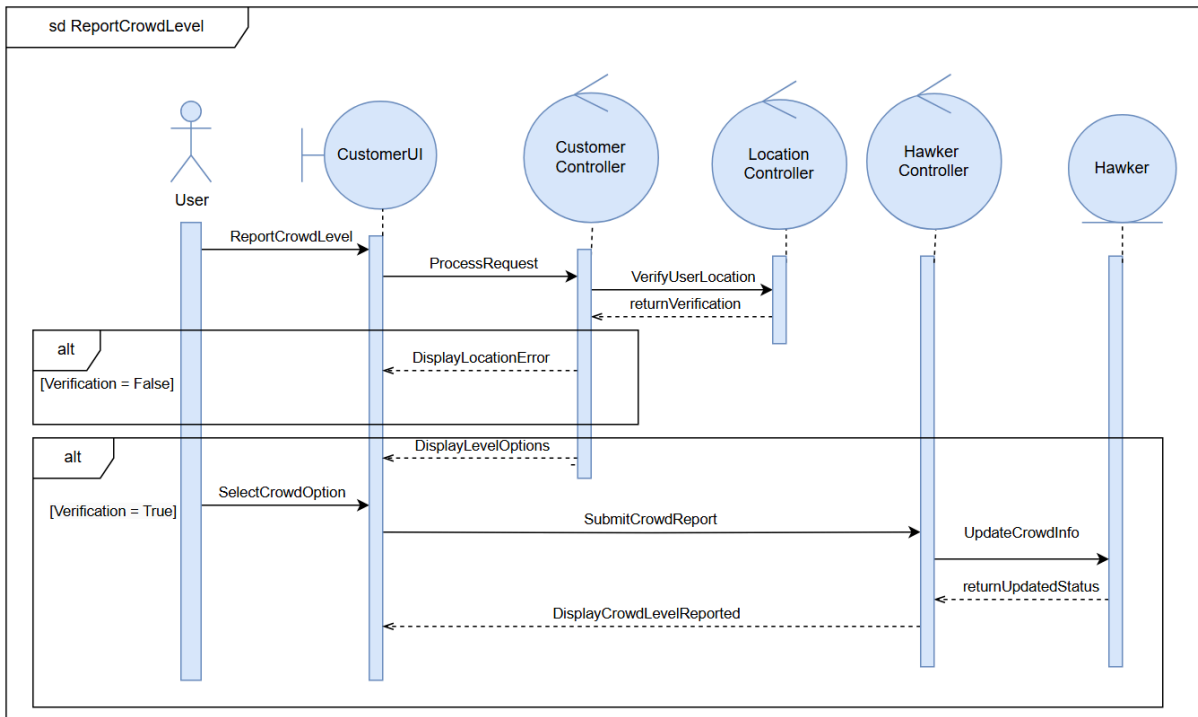 sd ReportCrowdLevel
User
CustomerUI
Customer
Controller
Location
Controller
Hawker
Controller
Hawker
ReportCrowdLevel
ProcessRequest
VerifyUserLocation
returnVerification
alt
[Verification = False]
DisplayLocationError
alt
[Verification = True]
DisplayLevelOptions
SelectCrowdOption
SubmitCrowdReport
UpdateCrowdInfo
returnUpdatedStatus
DisplayCrowdLevelReported